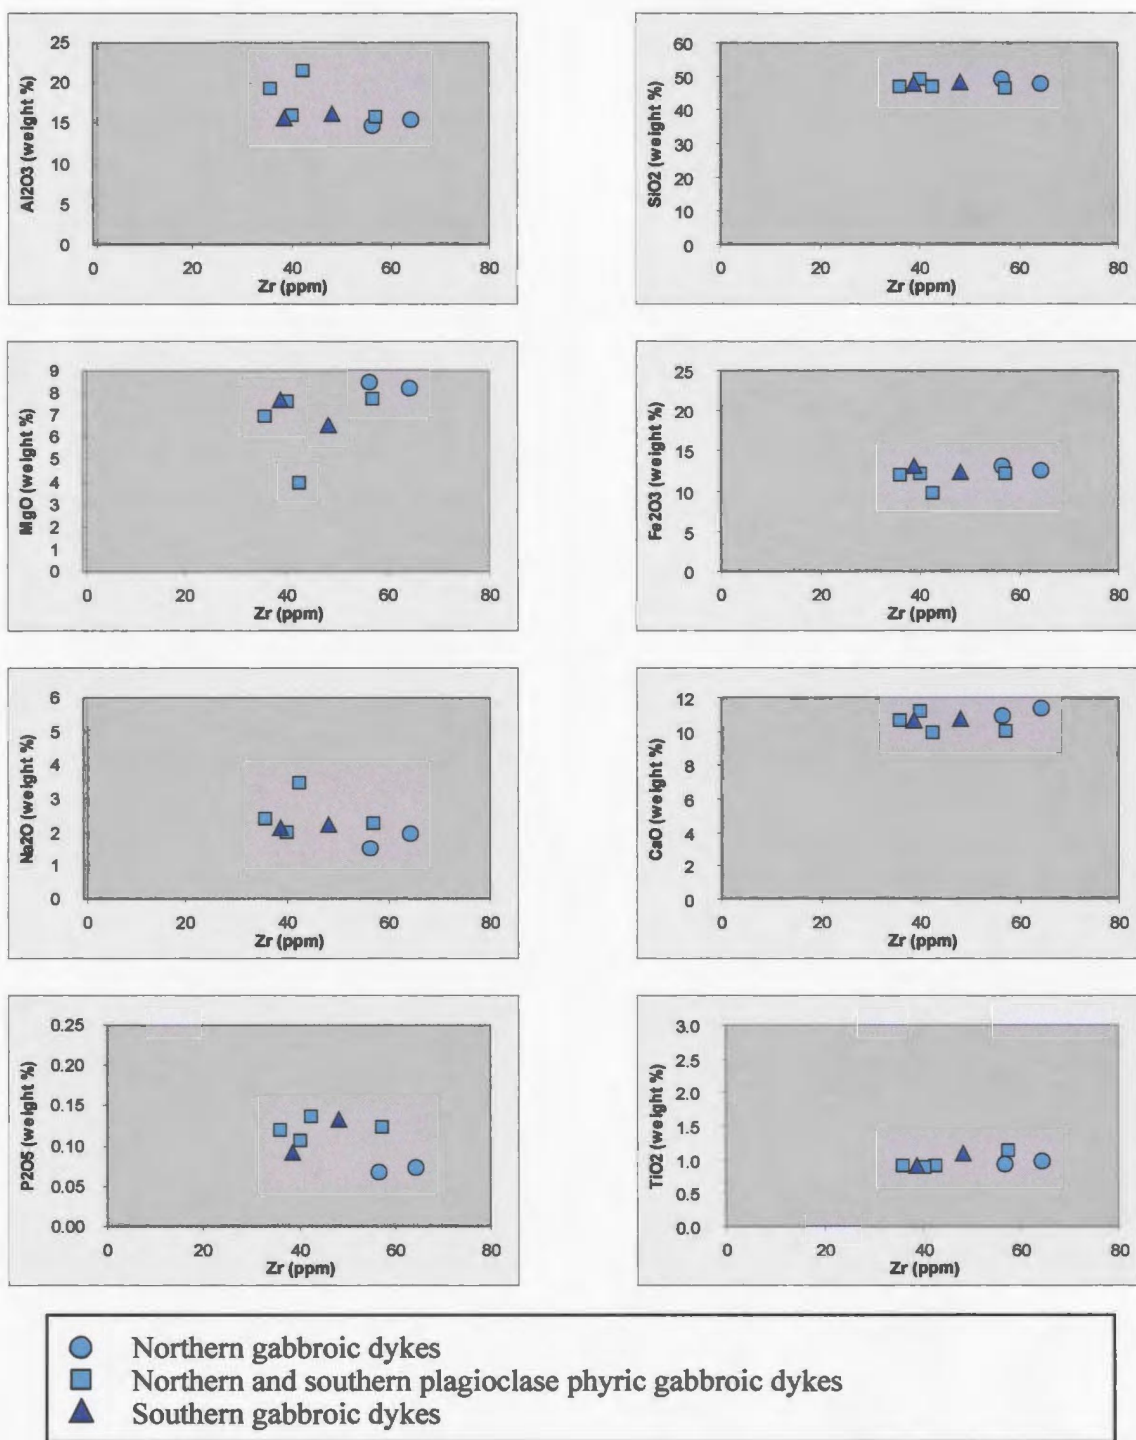 25
20
15
10
5
0
Al2O3 (weight %)
0 20 40 60 80
Zr (ppm)
60
50
40
30
20
10
0
SiO2 (weight %)
0 20 40 60 80
Zr (ppm)
9
8
7
6
5
4
3
2
1
0
MgO (weight %)
0 20 40 60 80
Zr (ppm)
25
20
15
10
5
0
Fe2O3 (weight %)
0 20 40 60 80
Zr (ppm)
6
5
4
3
2
1
0
Na2O (weight %)
0 20 40 60 80
Zr (ppm)
12
10
8
6
4
2
0
CaO (weight %)
0 20 40 60 80
Zr (ppm)
0.25
0.20
0.15
0.10
0.05
0.00
P2O5 (weight %)
0 20 40 60 80
Zr (ppm)
3.0
2.5
2.0
1.5
1.0
0.5
0.0
TiO2 (weight %)
0 20 40 60 80
Zr (ppm)
Northern gabbroic dykes
Northern and southern plagioclase phyric gabbroic dykes
Southern gabbroic dykes